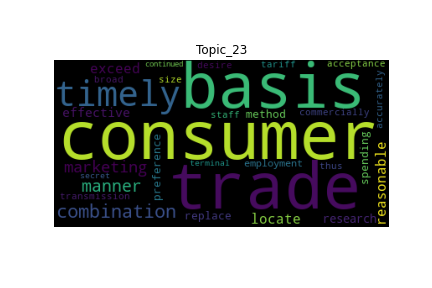 Topic_23
continued desire tariff acceptance
exceed
broad size
timely basis
effective staff method commercially
accurately
consumer
marketing preference terminal employment thus spending
secret
manner trade reasonable
transmission
combination replace locate research